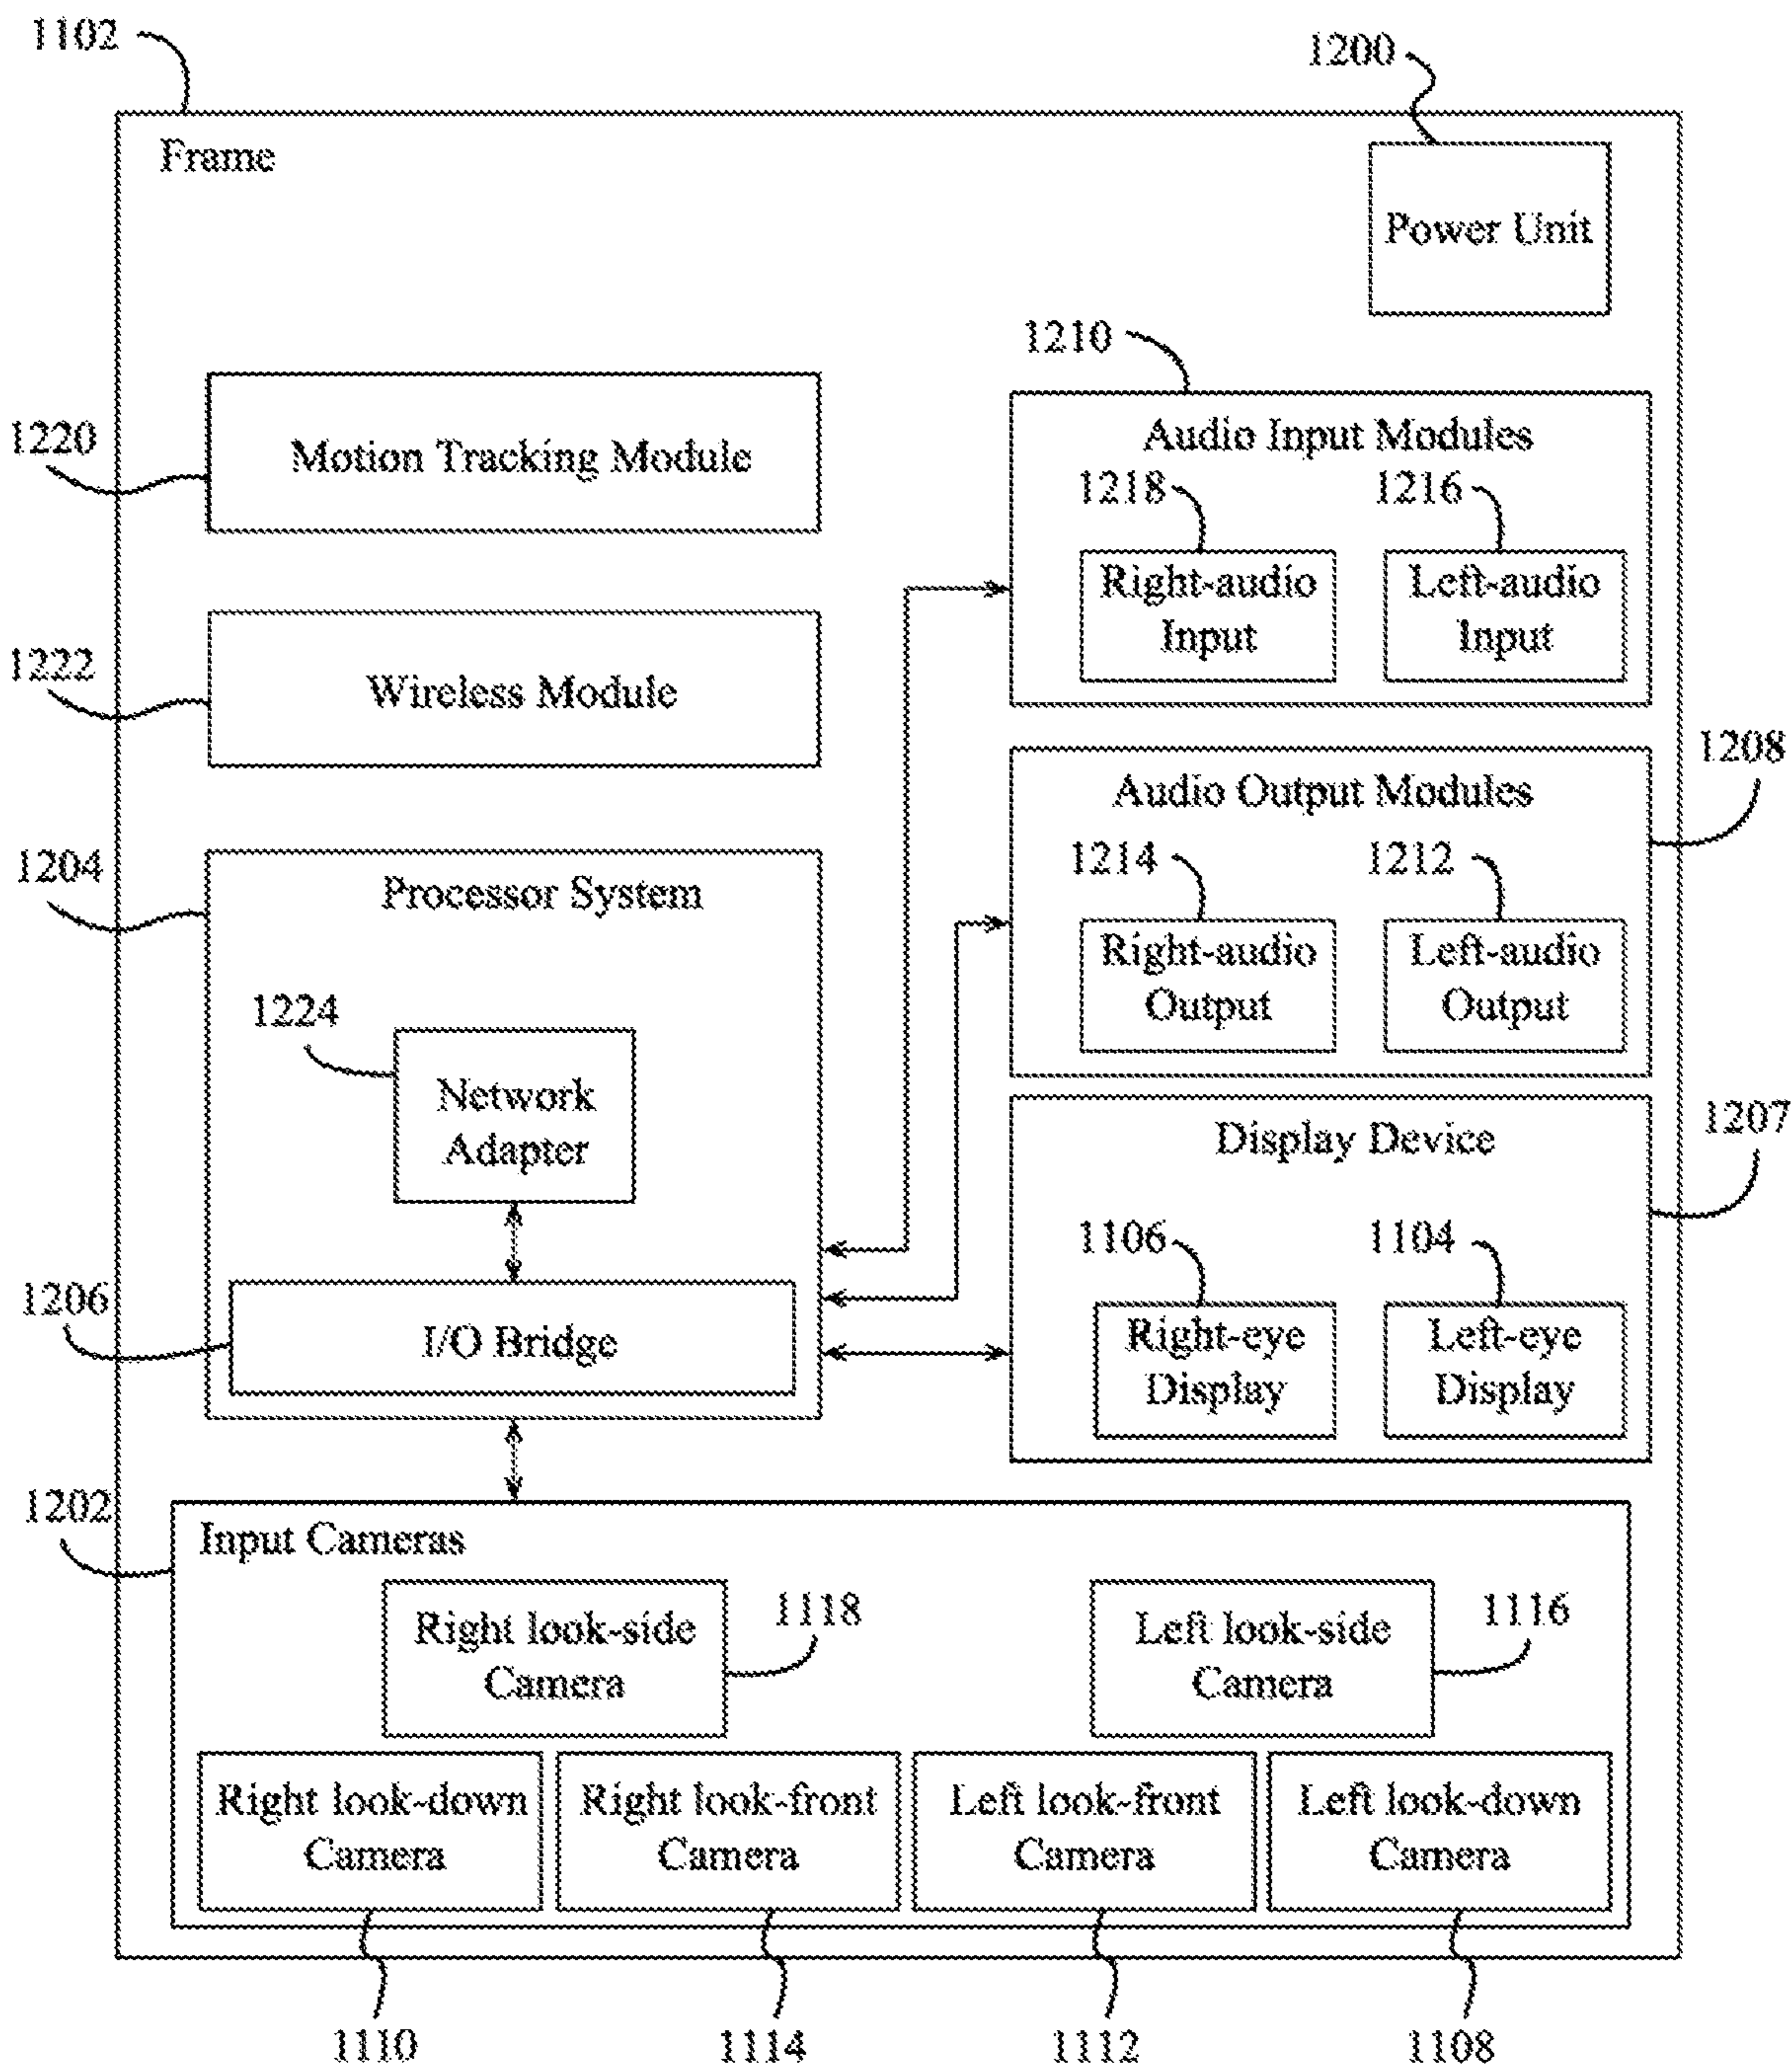 1102
1200
Frame
Power Unit
1210
1220
Motion Tracking Module
Audio Input Modules
1218
1216
Right-audio
Input
Left-audio
Input
1222
Wireless Module
1208
Audio Output Modules
1214
1212
Right-audio
Output
Left-audio
Output
1204
Processor System
1224
Network
Adapter
1207
Display Device
1106
1104
Right-eye
Display
Left-eye
Display
1206
I/O Bridge
1202
Input Cameras
Right look-side
Camera
1118
Left look-side
Camera
1116
Right look-down
Camera
Right look-front
Camera
Left look-front
Camera
Left look-down
Camera
1110
1114
1112
1108